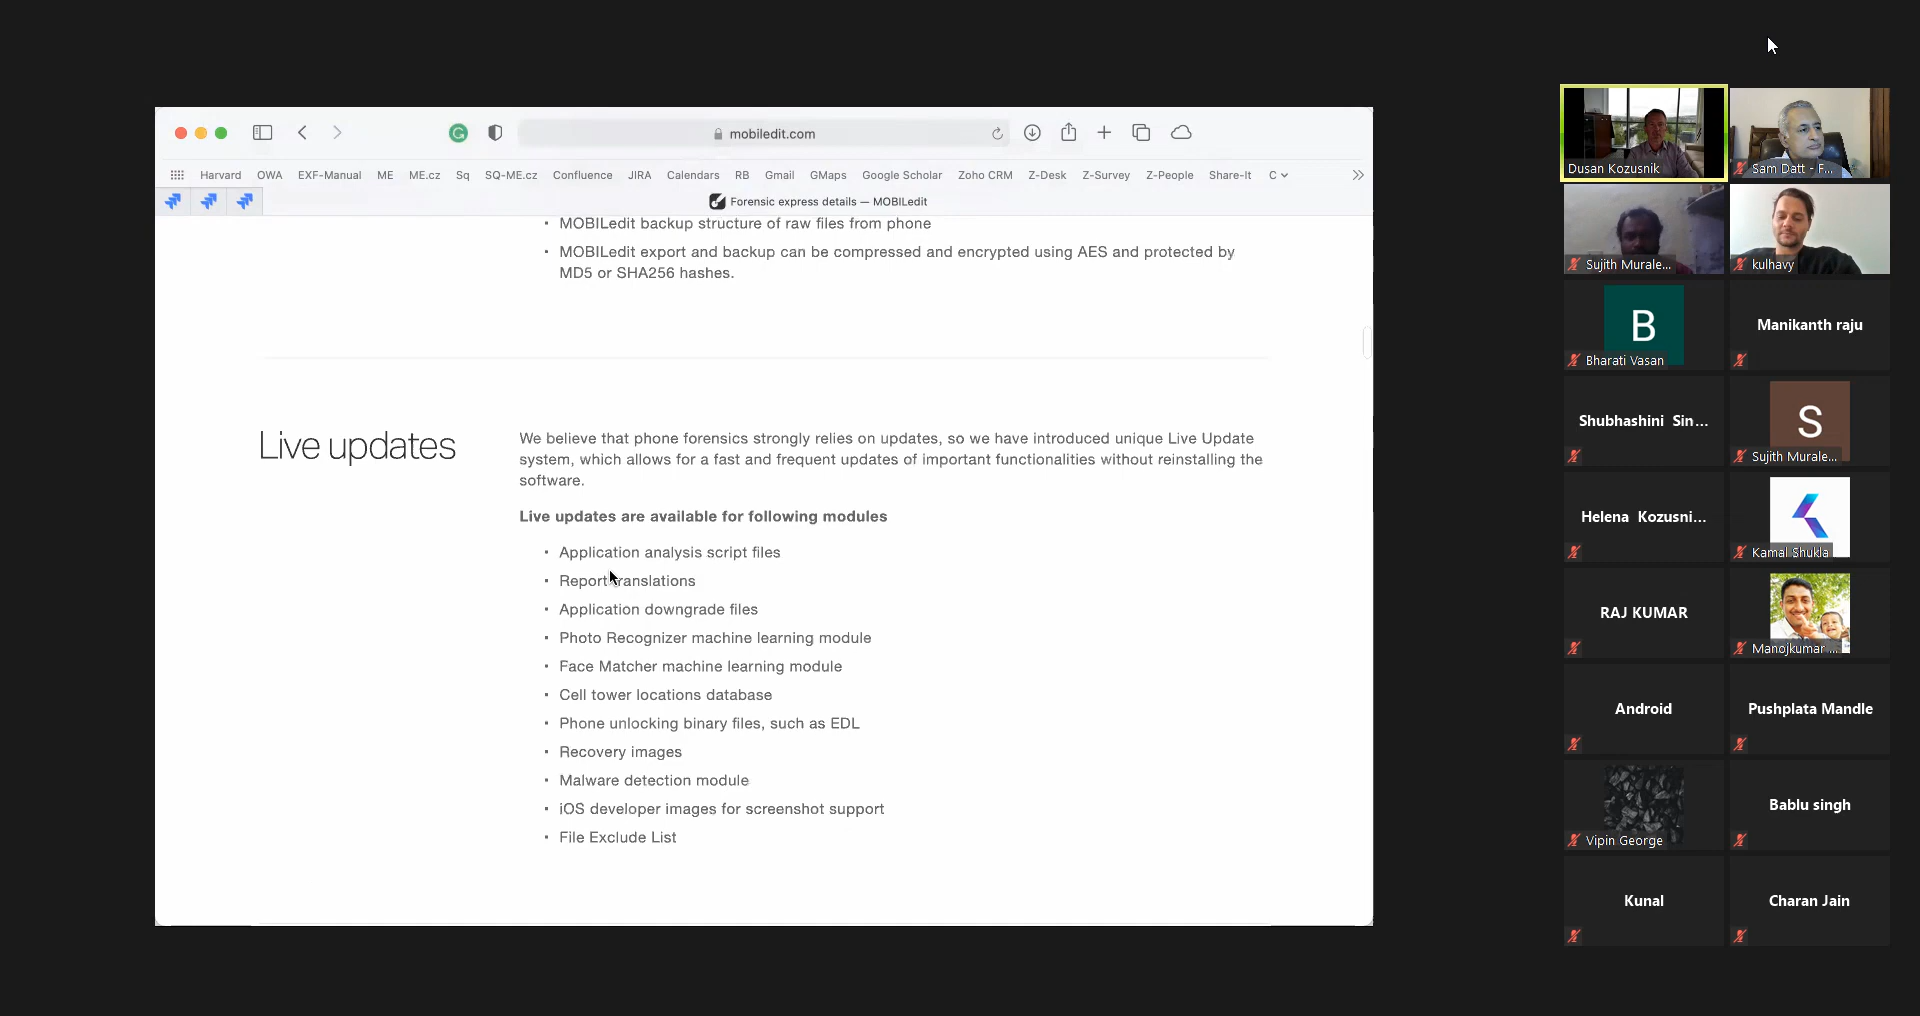 mobiledit.com
Harvard OWA EXF-Manual ME ME.cz Sq SQ-ME.cz Confluence JIRA Calendars RB Gmail GMaps Google Scholar Zoho CRM Z-Desk Z-Survey Z-People Share-It C
Forensic express details — MOBILedit
• MOBILedit backup structure of raw files from phone
• MOBILedit export and backup can be compressed and encrypted using AES and protected by
MD5 or SHA256 hashes.
Live updates
We believe that phone forensics strongly relies on updates, so we have introduced unique Live Update
system, which allows for a fast and frequent updates of important functionalities without reinstalling the
software.
Live updates are available for following modules
• Application analysis script files
• Report translations
• Application downgrade files
• Photo Recognizer machine learning module
• Face Matcher machine learning module
• Cell tower locations database
• Phone unlocking binary files, such as EDL
• Recovery images
• Malware detection module
• iOS developer images for screenshot support
• File Exclude List
Dusan Kozusnik
Sam Datt - F...
Sujith Murale...
kulhavy
B
Bharati Vasan
Manikanth raju
Shubhashini Sin...
S
Sujith Murale...
Helena Kozusni...
Kamal Shukla
RAJ KUMAR
Manojkumar ...
Android
Pushplata Mandle
Vipin George
Bablu singh
Kunal
Charan Jain